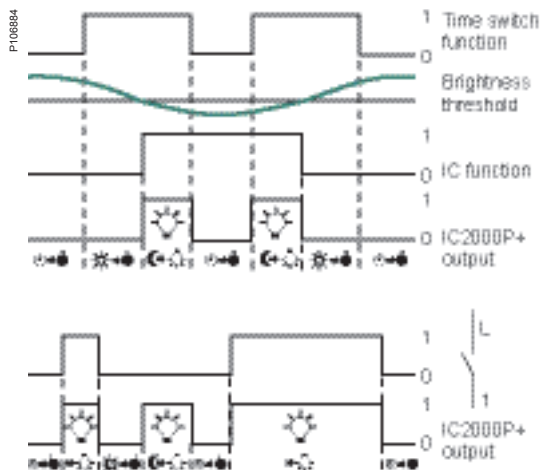 P106884
1 Time switch
function
0
Brightness
threshold
1
0 IC function
1
0 IC2000P+
output
1
0
L
1
1
0 IC2000P+
output